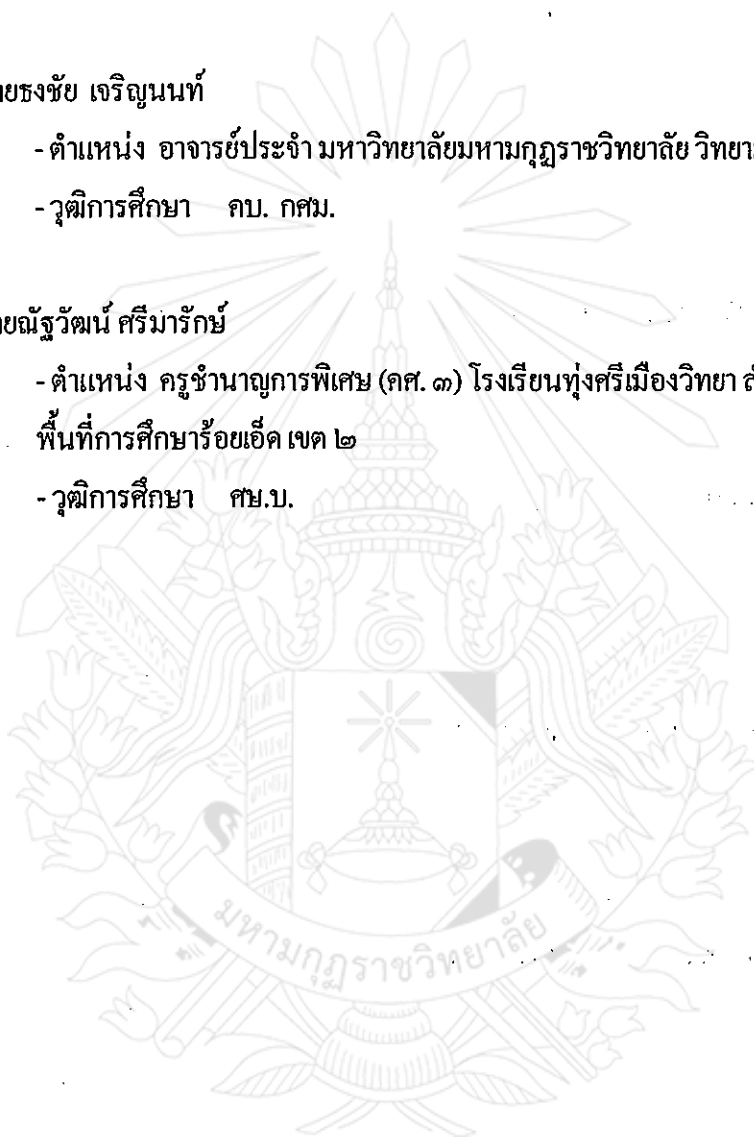 ายธงชัย เจริญนนท์
- ตำแหน่ง อาจารย์ประจำ มหาวิทยาลัยมหามกุฏราชวิทยาลัย วิทยา
- วุฒิการศึกษา คบ. กศม.
ายณัฐวัฒน์ ศรีมารักษ์
- ตำแหน่ง ครูชำนาญการพิเศษ (คศ. ๓) โรงเรียนทุ่งศรีเมืองวิทยา
พื้นที่การศึกษาร้อยเอ็ด เขต ๒
- วุฒิการศึกษา ศษ.บ.
มหามกุฏราชวิทยาลัย